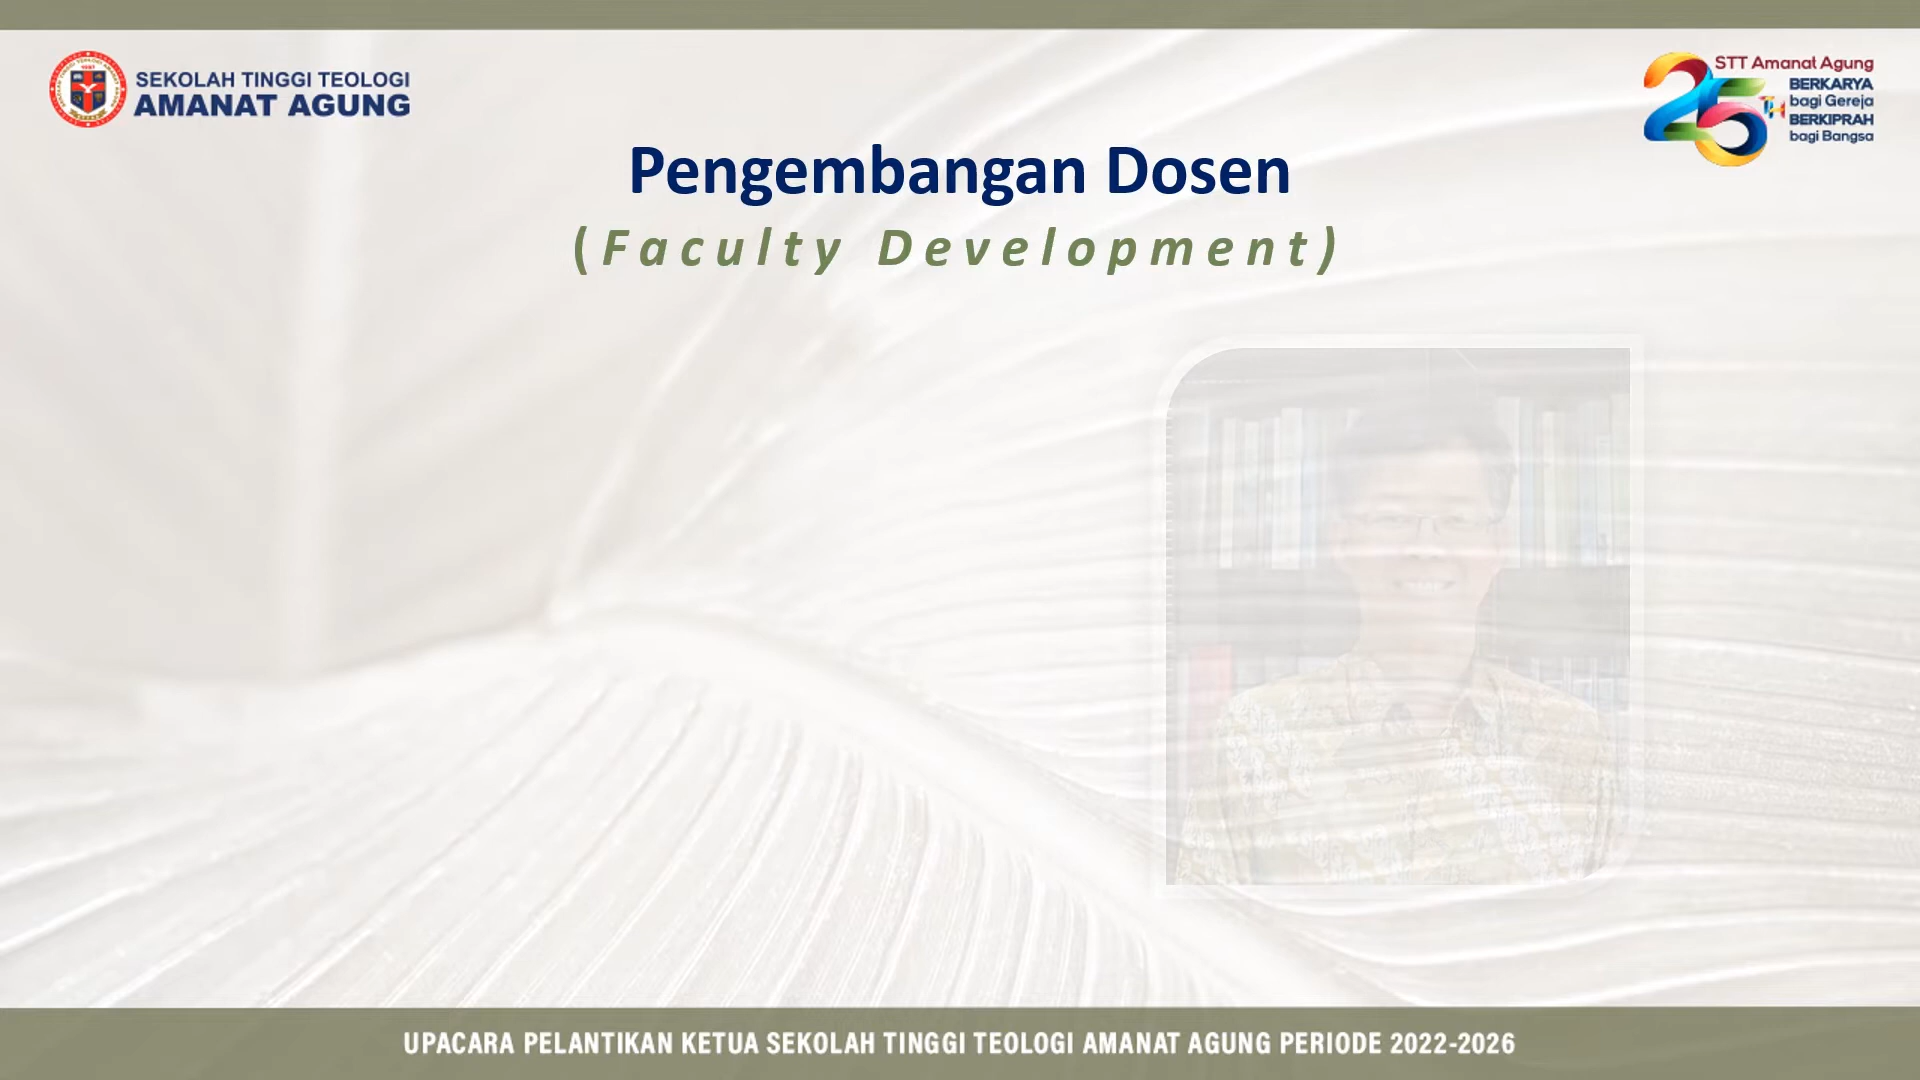 SEKOLAH TINGGI TEOLOGI
AMANAT AGUNG
STT Amanat Agung
25TH
BERKARYA
bagi Gereja
BERKIPRAH
bagi Bangsa
Pengembangan Dosen
(Faculty Development)
UPACARA PELANTIKAN KETUA SEKOLAH TINGGI TEOLOGI AMANAT AGUNG PERIODE 2022-2026